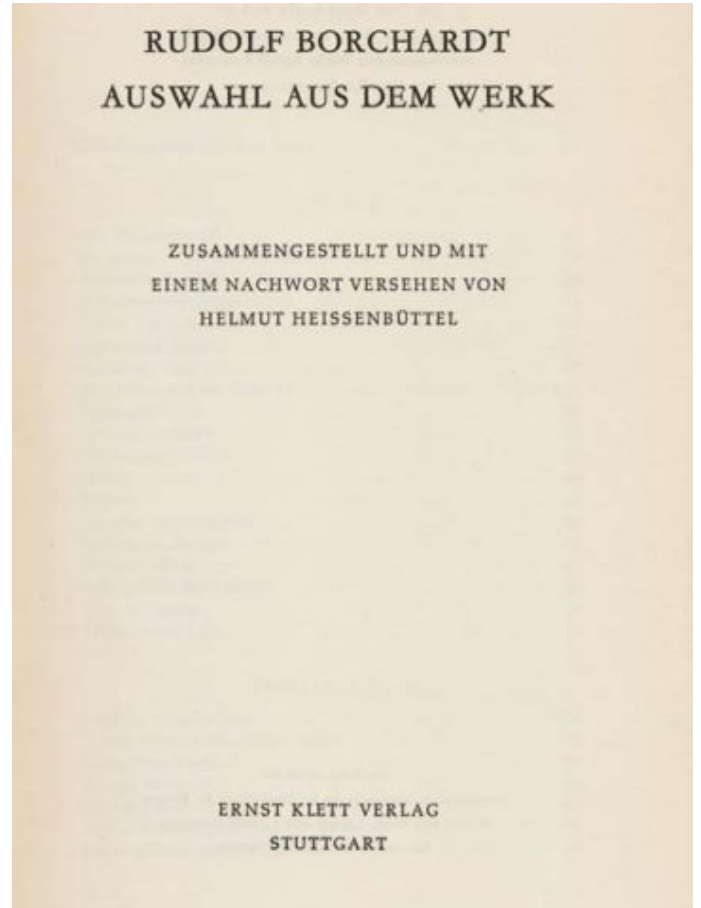 RUDOLF BORCHARDT
AUSWAHL AUS DEM WERK
ZUSAMMENGESTELLT UND MIT
EINEM NACHWORT VERSEHEN VON
HELMUT HEISSENBÜTTEL
ERNST KLETT VERLAG
STUTTGART